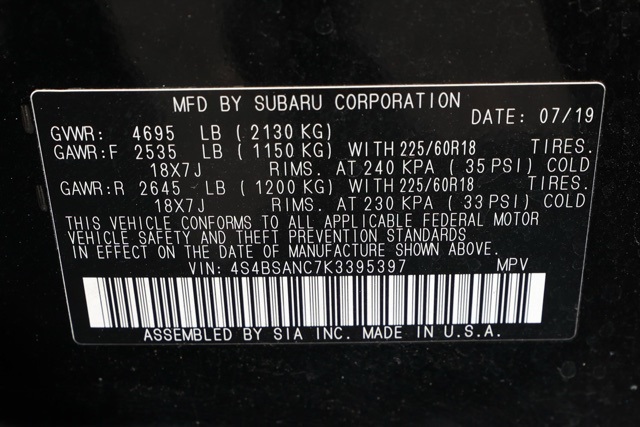 MFD BY SUBARU CORPORATION
DATE: 07/19
GVWR: 4695 LB ( 2130 KG)
GAWR:F 2535 LB ( 1150 KG) WITH 225/60R18 TIRES.
18X7J RIMS. AT 240 KPA ( 35 PSI) COLD
GAWR:R 2645 LB ( 1200 KG) WITH 225/60R18 TIRES.
18X7J RIMS. AT 230 KPA ( 33 PSI) COLD
THIS VEHICLE CONFORMS TO ALL APPLICABLE FEDERAL MOTOR
VEHICLE SAFETY AND THEFT PREVENTION STANDARDS
IN EFFECT ON THE DATE OF MANUFACTURE SHOWN ABOVE.
VIN: 4S4BSANC7K3395397 MPV
ASSEMBLED BY SIA INC. MADE IN U.S.A.